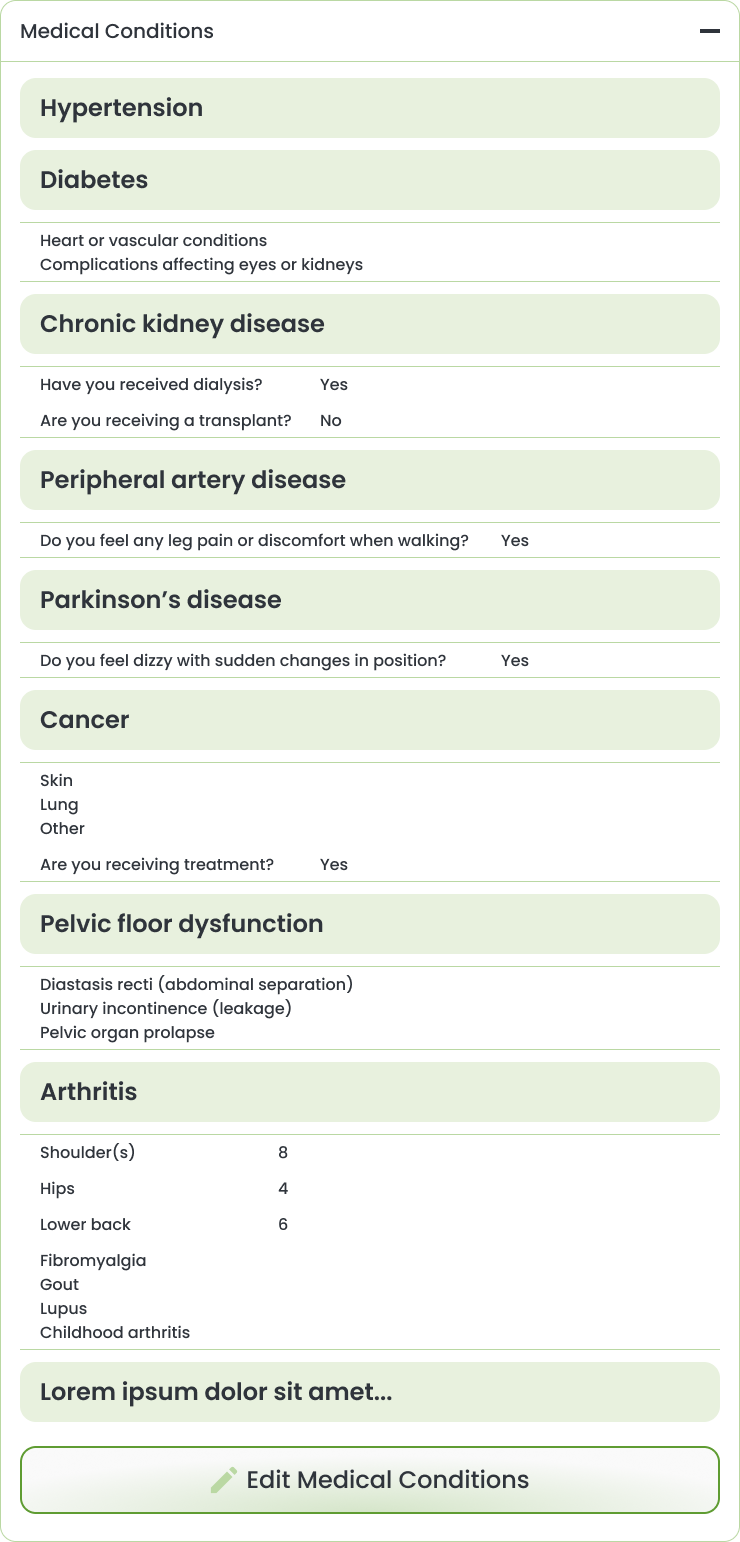 Medical Conditions
Hypertension
Diabetes
Heart or vascular conditions
Complications affecting eyes or kidneys
Chronic kidney disease
Have you received dialysis? Yes
Are you receiving a transplant? No
Peripheral artery disease
Do you feel any leg pain or discomfort when walking? Yes
Parkinson’s disease
Do you feel dizzy with sudden changes in position? Yes
Cancer
Skin
Lung
Other
Are you receiving treatment? Yes
Pelvic floor dysfunction
Diastasis recti (abdominal separation)
Urinary incontinence (leakage)
Pelvic organ prolapse
Arthritis
Shoulder(s) 8
Hips 4
Lower back 6
Fibromyalgia
Gout
Lupus
Childhood arthritis
Lorem ipsum dolor sit amet...
Edit Medical Conditions